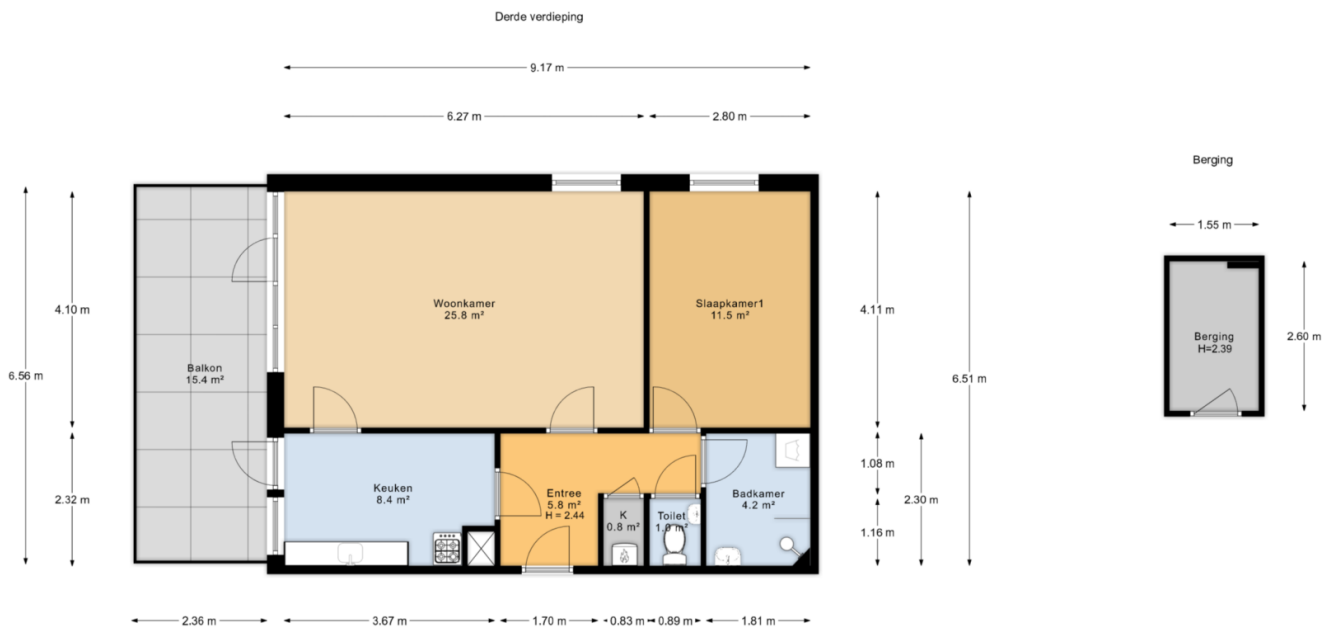 Derde verdieping
9.17 m
6.27 m
2.80 m
Berging
1.55 m
4.10 m
6.56 m
2.32 m
Balkon
15.4 m²
Woonkamer
25.8 m²
Slaapkamer1
11.5 m²
4.11 m
6.51 m
1.08 m
2.30 m
1.16 m
Berging
H=2.39
2.60 m
Keuken
8.4 m²
Entree
5.8 m²
H = 2.44
K
0.8 m²
Toilet
1.0 m²
Badkamer
4.2 m²
2.36 m
3.67 m
1.70 m
0.83 m
0.89 m
1.81 m